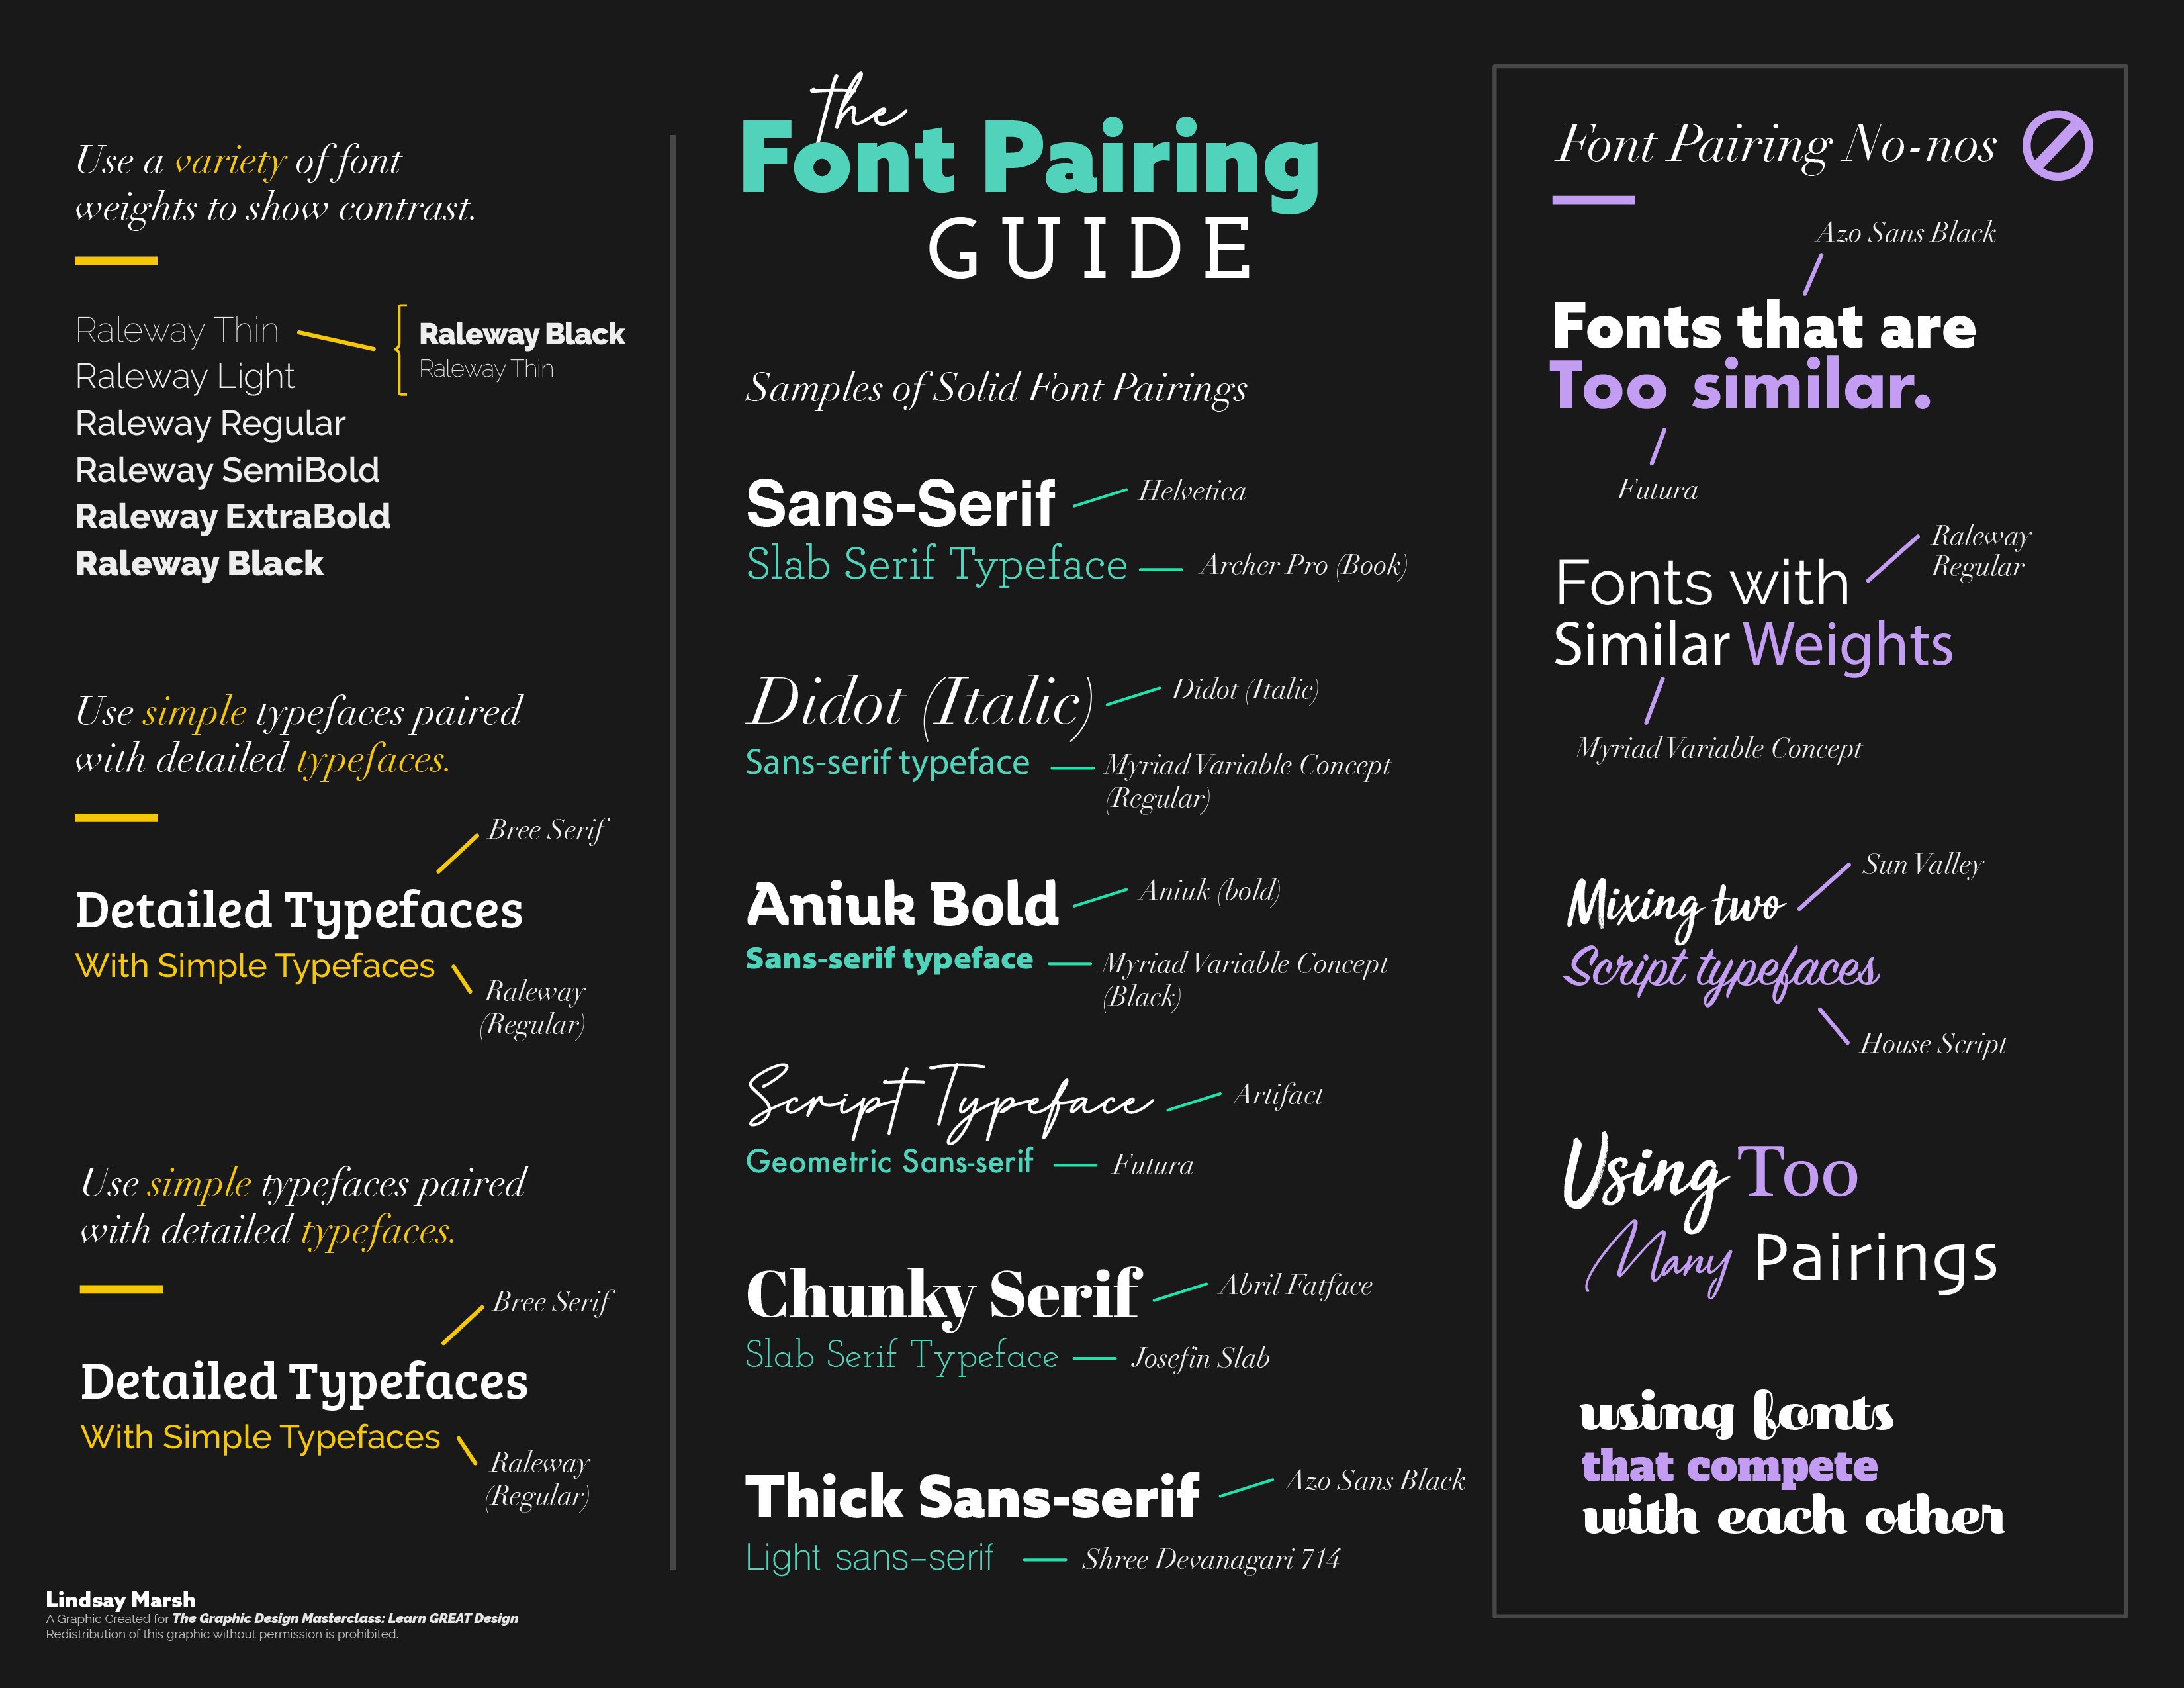 Use a variety of font
weights to show contrast.
Raleway Thin
Raleway Light
Raleway Regular
Raleway SemiBold
Raleway ExtraBold
Raleway Black
Raleway Black
Raleway Thin
Use simple typefaces paired
with detailed typefaces.
Bree Serif
Detailed Typefaces
With Simple Typefaces
Raleway
(Regular)
Use simple typefaces paired
with detailed typefaces.
Bree Serif
Detailed Typefaces
With Simple Typefaces
Raleway
(Regular)
Lindsay Marsh
A Graphic Created for The Graphic Design Masterclass: Learn GREAT Design
Redistribution of this graphic without permission is prohibited.
the
Font Pairing
GUIDE
Samples of Solid Font Pairings
Sans-Serif
Helvetica
Slab Serif Typeface
Archer Pro (Book)
Didot (Italic)
Didot (Italic)
Sans-serif typeface
Myriad Variable Concept
(Regular)
Aniuk Bold
Aniuk (bold)
Sans-serif typeface
Myriad Variable Concept
(Black)
Script Typeface
Artifact
Geometric Sans-serif
Futura
Chunky Serif
Abril Fatface
Slab Serif Typeface
Josefin Slab
Thick Sans-serif
Azo Sans Black
Light sans-serif
Shree Devanagari 714
Font Pairing No-nos
Azo Sans Black
Fonts that are
Too similar.
Futura
Raleway
Regular
Fonts with
Similar Weights
Myriad Variable Concept
Sun Valley
Mixing two
Script typefaces
House Script
Using Too
Many Pairings
using fonts
that compete
with each other